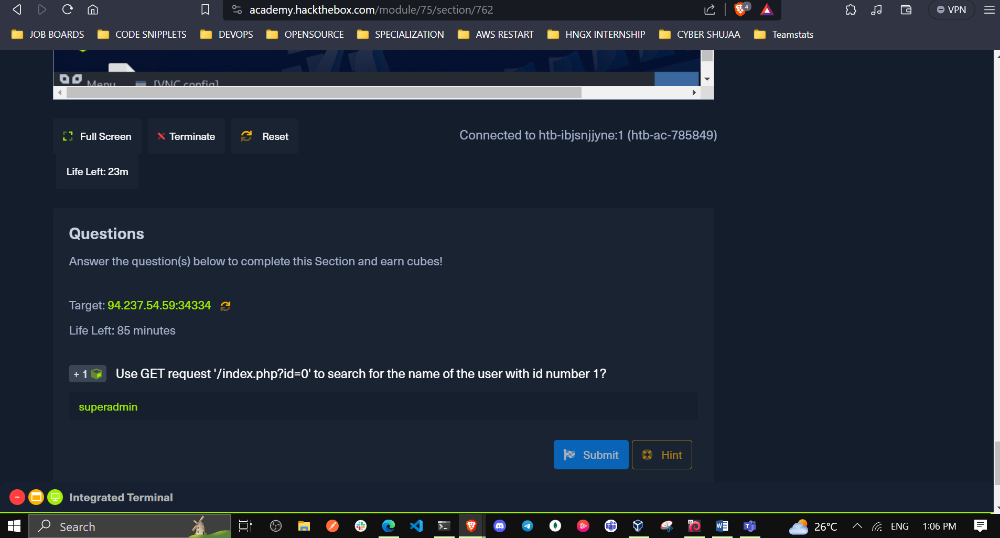 academy.hackthebox.com/module/75/section/762
4
VPN
JOB BOARDS
CODE SNIPPLETS
DEVOPS
OPENSOURCE
SPECIALIZATION
AWS RESTART
HNGX INTERNSHIP
CYBER SHUJAA
Teamstats
Menu
[VNC config]
Full Screen
Terminate
Reset
Connected to htb-ibjsnjjyne:1 (htb-ac-785849)
Life Left: 23m
Questions
Answer the question(s) below to complete this Section and earn cubes!
Target: 94.237.54.59:34334
Life Left: 85 minutes
+ 1
Use GET request '/index.php?id=0' to search for the name of the user with id number 1?
superadmin
Submit
Hint
Integrated Terminal
Search
26°C
ENG
1:06 PM